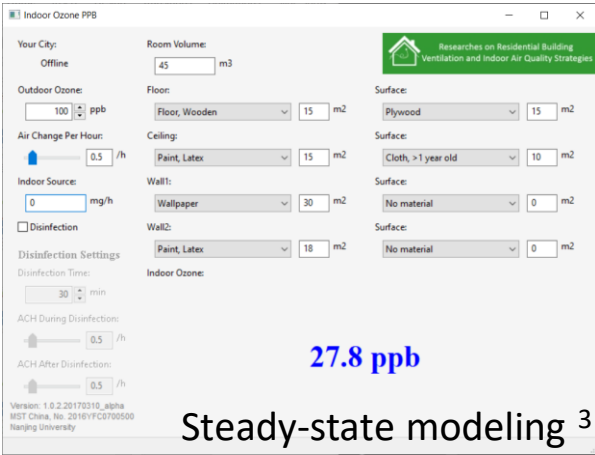 Indoor Ozone PPB
Your City:
Offline
Room Volume:
45 m3
Researches on Residential Building
Ventilation and Indoor Air Quality Strategies
Outdoor Ozone:
100 ppb
Floor:
Floor, Wooden 15 m2
Surface:
Plywood 15 m2
Air Change Per Hour:
0.5 /h
Ceiling:
Paint, Latex 15 m2
Surface:
Cloth, >1 year old 10 m2
Indoor Source:
0 mg/h
Wall1:
Wallpaper 30 m2
Surface:
No material 0 m2
Disinfection
Wall2:
Paint, Latex 18 m2
Surface:
No material 0 m2
Disinfection Settings
Disinfection Time:
30 min
Indoor Ozone:
ACH During Disinfection:
0.5 /h
27.8 ppb
ACH After Disinfection:
0.5 /h
Version: 1.0.2.20170310_alpha
MST China, No. 2016YFC0700500
Nanjing University
Steady-state modeling 3